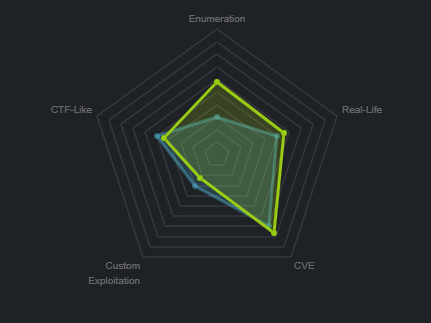 Enumeration
CTF-Like
Real-Life
Custom
Exploitation
CVE